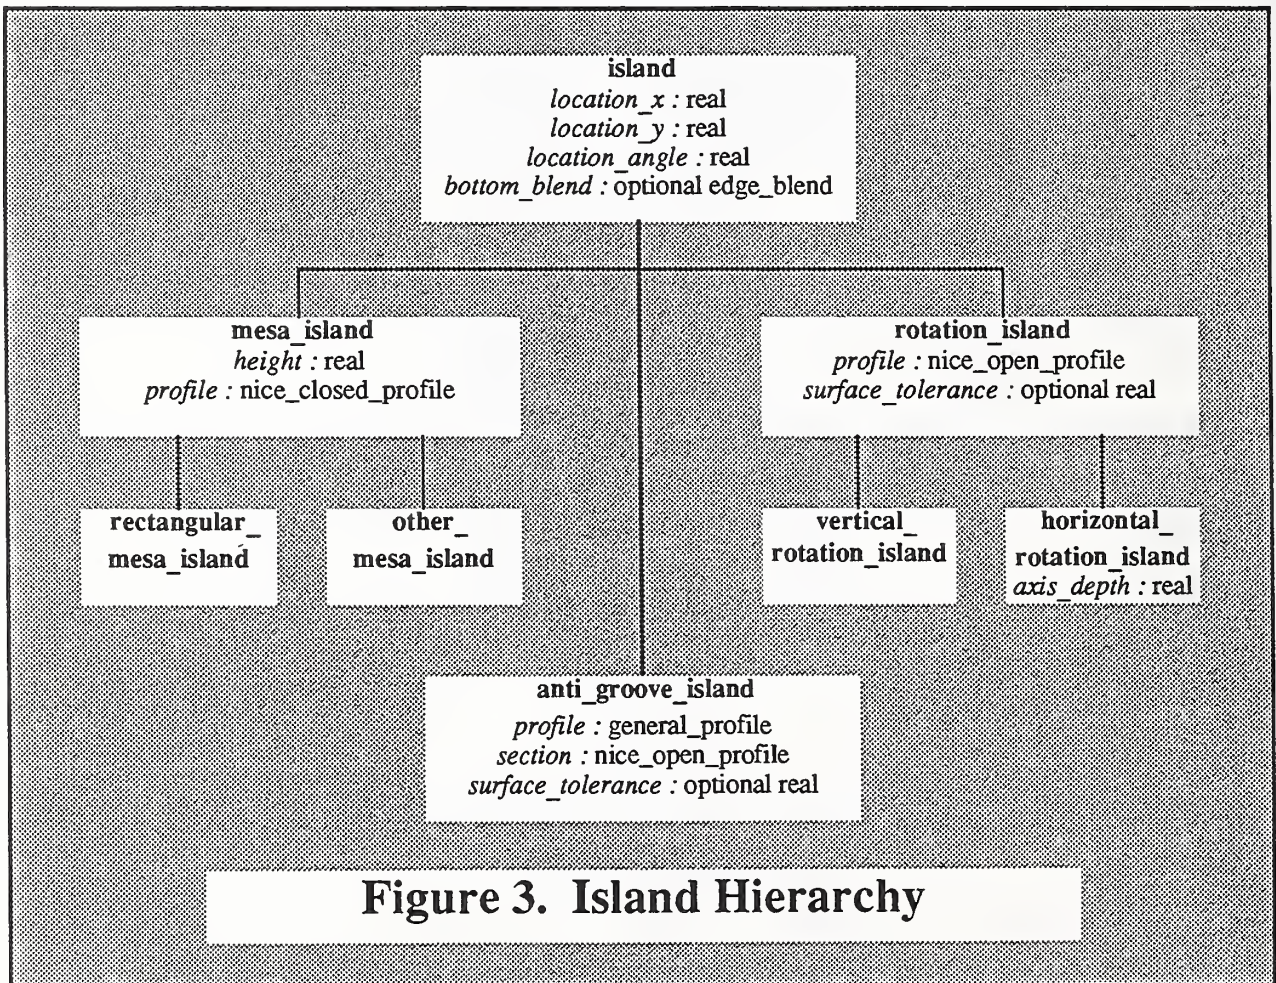 island
location_x : real
location_y : real
location_angle : real
bottom_blend : optional edge_blend
mesa_island
height : real
profile : nice_closed_profile
rotation_island
profile : nice_open_profile
surface_tolerance : optional real
rectangular_
mesa_island
other_
mesa_island
vertical_
rotation_island
horizontal_
rotation_island
axis_depth : real
anti_groove_island
profile : general_profile
section : nice_open_profile
surface_tolerance : optional real
Figure 3. Island Hierarchy